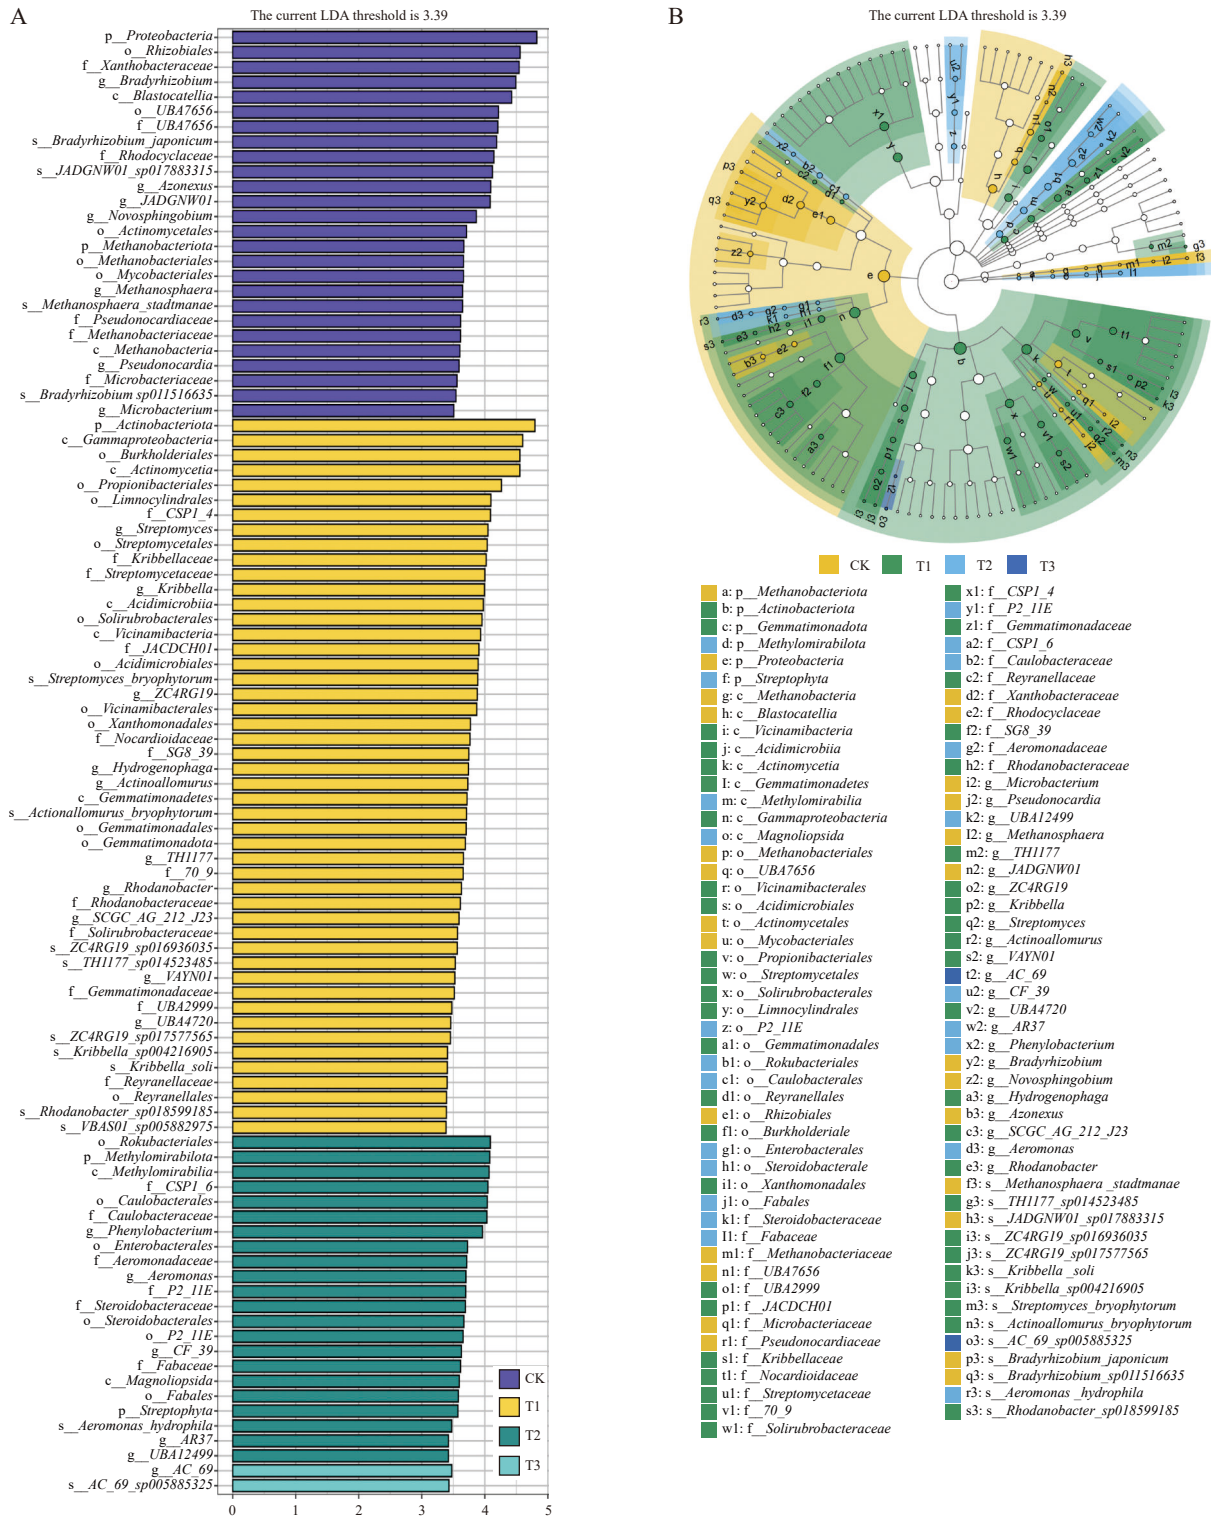 A
The current LDA threshold is 3.39
p__Proteobacteria
o__Rhizobiales
f__Xanthobacteraceae
g__Bradyrhizobium
c__Blastocatellia
o__UBA7656
f__UBA7656
s__Bradyrhizobium_japonicum
f__Rhodocyclaceae
s__JADGNW01_sp017883315
g__Azonexus
g__JADGNW01
g__Novosphingobium
o__Actinomycetales
p__Methanobacteriota
o__Methanobacteriales
o__Mycobacteriales
g__Methanosphaera
s__Methanosphaera_stadtmanae
f__Pseudonocardiaceae
f__Methanobacteriaceae
c__Methanobacteria
g__Pseudonocardia
f__Microbacteriaceae
s__Bradyrhizobium sp011516635
g__Microbacterium
p__Actinobacteriota
c__Gammaproteobacteria
o__Burkholderiales
c__Actinomycetia
o__Propionibacteriales
o__Limnocylindrales
f__CSP1_4
g__Streptomyces
o__Streptomycetales
f__Kribbellaceae
f__Streptomycetaceae
g__Kribbella
c__Acidimicrobiia
o__Solirubrobacterales
c__Vicinamibacteria
f__JACDCH01
o__Acidimicrobiales
s__Streptomyces_bryophytorum
g__ZC4RG19
o__Vicinamibacterales
o__Xanthomonadales
f__Nocardioidaceae
f__SG8_39
g__Hydrogenophaga
g__Actinoallomurus
c__Gemmatimonadetes
s__Actionallomurus_bryophytorum
o__Gemmatimonadales
o__Gemmatimonadota
g__TH1177
f__70_9
g__Rhodanobacter
f__Rhodanobacteraceae
g__SCGC_AG_212_J23
f__Solirubrobacteraceae
s__ZC4RG19_sp016936035
s__TH1177_sp014523485
g__VAYN01
f__Gemmatimonadaceae
f__UBA2999
g__UBA4720
s__ZC4RG19_sp017577565
s__Kribbella_sp004216905
s__Kribbella_soli
f__Reyranellaceae
o__Reyranellales
s__Rhodanobacter_sp018599185
s__VBAS01_sp005882975
o__Rokubacteriales
p__Methylomirabilota
c__Methylomirabilia
f__CSP1_6
o__Caulobacterales
f__Caulobacteraceae
g__Phenylobacterium
o__Enterobacterales
f__Aeromonadaceae
g__Aeromonas
f__P2_11E
f__Steroidobacteraceae
o__Steroidobacterales
o__P2_11E
g__CF_39
f__Fabaceae
c__Magnoliopsida
o__Fabales
p__Streptophyta
s__Aeromonas_hydrophila
g__AR37
g__UBA12499
g__AC_69
s__AC_69_sp005885325
0 1 2 3 4 5
CK
T1
T2
T3
B
The current LDA threshold is 3.39
CK T1 T2 T3
a: p__Methanobacteriota
b: p__Actinobacteriota
c: p__Gemmatimonadota
d: p__Methylomirabilota
e: p__Proteobacteria
f: p__Streptophyta
g: c__Methanobacteria
h: c__Blastocatellia
i: c__Vicinamibacteria
j: c__Acidimicrobiia
k: c__Actinomycetia
I: c__Gemmatimonadetes
m: c__Methylomirabilia
n: c__Gammaproteobacteria
o: c__Magnoliopsida
p: o__Methanobacteriales
q: o__UBA7656
r: o__Vicinamibacterales
s: o__Acidimicrobiales
t: o__Actinomycetales
u: o__Mycobacteriales
v: o__Propionibacteriales
w: o__Streptomycetales
x: o__Solirubrobacterales
y: o__Limnocylindrales
z: o__P2_11E
a1: o__Gemmatimonadales
b1: o__Rokubacteriales
c1: o__Caulobacterales
d1: o__Reyranellales
e1: o__Rhizobiales
f1: o__Burkholderiale
g1: o__Enterobacterales
h1: o__Steroidobacterale
i1: o__Xanthomonadales
j1: o__Fabales
k1: f__Steroidobacteraceae
I1: f__Fabaceae
m1: f__Methanobacteriaceae
n1: f__UBA7656
o1: f__UBA2999
p1: f__JACDCH01
q1: f__Microbacteriaceae
r1: f__Pseudonocardiaceae
s1: f__Kribbellaceae
t1: f__Nocardioidaceae
u1: f__Streptomycetaceae
v1: f__70_9
w1: f__Solirubrobacteraceae
x1: f__CSP1_4
y1: f__P2_11E
z1: f__Gemmatimonadaceae
a2: f__CSP1_6
b2: f__Caulobacteraceae
c2: f__Reyranellaceae
d2: f__Xanthobacteraceae
e2: f__Rhodocyclaceae
f2: f__SG8_39
g2: f__Aeromonadaceae
h2: f__Rhodanobacteraceae
i2: g__Microbacterium
j2: g__Pseudonocardia
k2: g__UBA12499
I2: g__Methanosphaera
m2: g__TH1177
n2: g__JADGNW01
o2: g__ZC4RG19
p2: g__Kribbella
q2: g__Streptomyces
r2: g__Actinoallomurus
s2: g__VAYN01
t2: g__AC_69
u2: g__CF_39
v2: g__UBA4720
w2: g__AR37
x2: g__Phenylobacterium
y2: g__Bradyrhizobium
z2: g__Novosphingobium
a3: g__Hydrogenophaga
b3: g__Azonexus
c3: g__SCGC_AG_212_J23
d3: g__Aeromonas
e3: g__Rhodanobacter
f3: s__Methanosphaera _stadtmanae
g3: s__TH1177_sp014523485
h3: s__JADGNW01_sp017883315
i3: s__ZC4RG19_sp016936035
j3: s__ZC4RG19_sp017577565
k3: s__Kribbella _soli
i3: s__Kribbella_sp004216905
m3: s__Streptomyces_bryophytorum
n3: s__Actinoallomurus_bryophytorum
o3: s__AC_69_sp005885325
p3: s__Bradyrhizobium_japonicum
q3: s__Bradyrhizobium_sp011516635
r3: s__Aeromonas _hydrophila
s3: s__Rhodanobacter_sp018599185